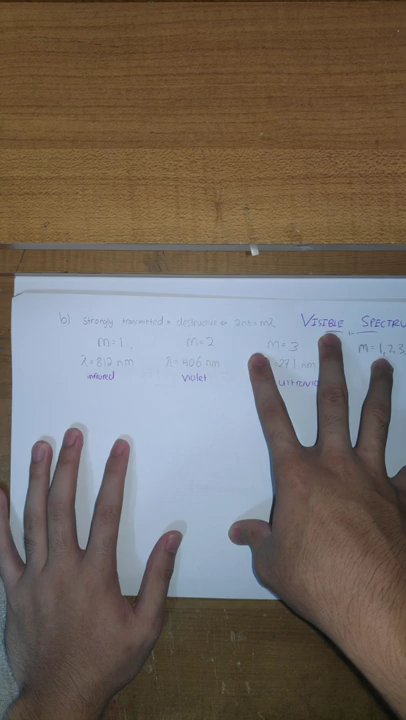 b) Strongly transmitted • destructive ⇒ 2nt = mλ
VISIBLE SPECTRU
m=1 m=2 m=3 m=1,2,3
λ=812 nm λ=406 nm =271 nm
infrared violet ultravio